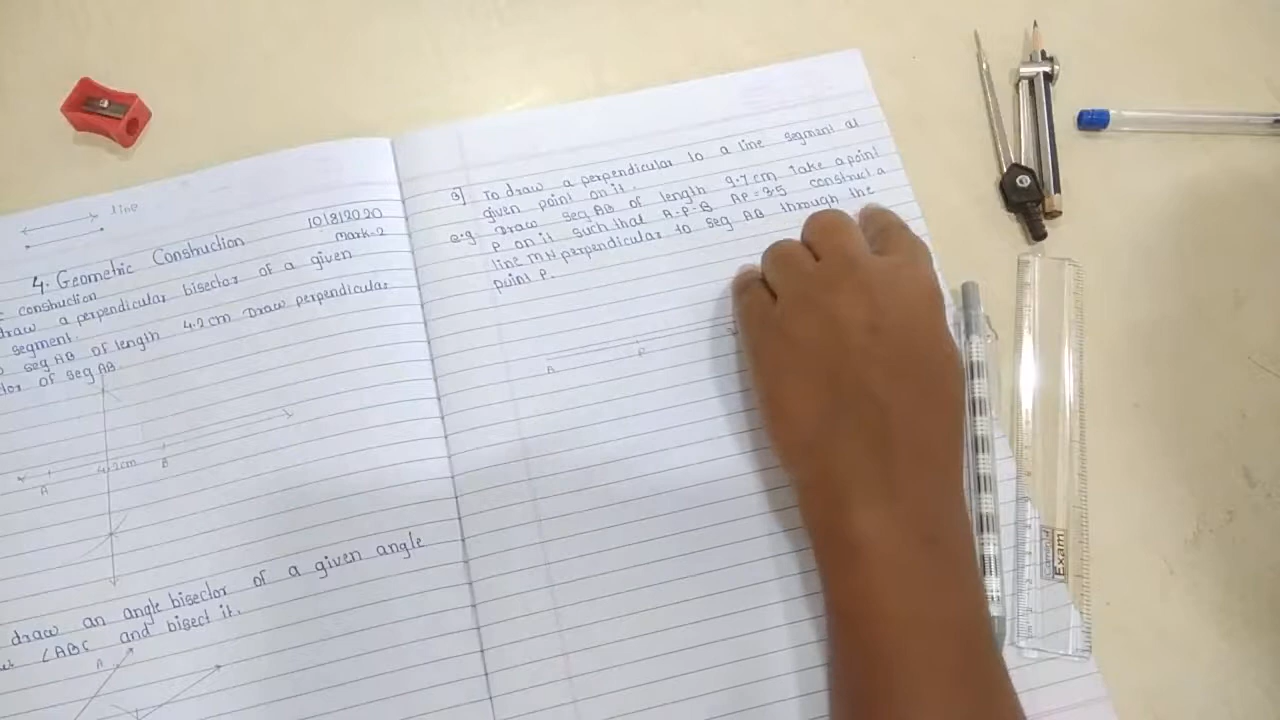 line
10/8/2020
4. Geometric Construction
Mark-2
construction
draw a perpendicular bisector of a given
segment.
seg AB of length 4.2cm Draw perpendicular
of seg AB.
4.2cm
A
B
draw an angle bisector of a given angle
∠ABC and bisect it.
A
3] To draw a perpendicular to a line segment at
given point on it.
e.g. Draw seg AB of length 9.7cm Take a point
P on it such that A-P-B AP=3.5 construct a
line MN perpendicular to seg AB through the
point P.
A
P
Camlin
Exam